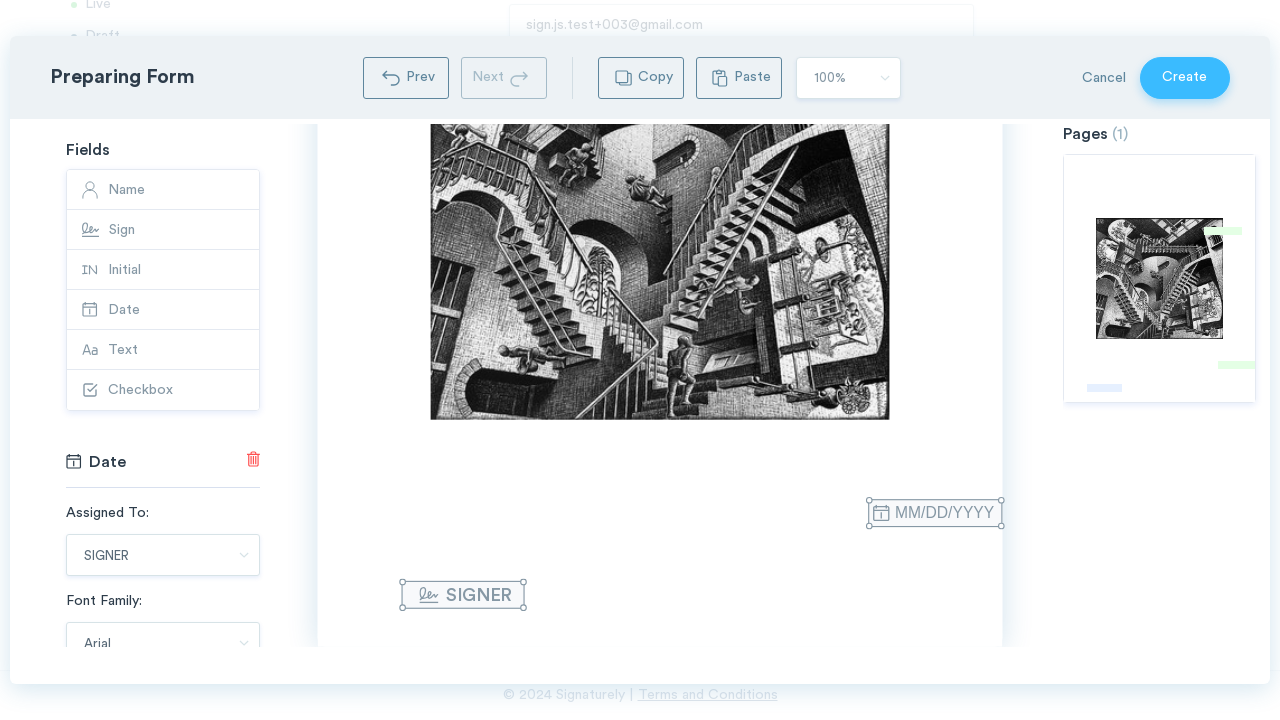 Live
sign.js.test+003@gmail.com
Draft
Preparing Form
Prev
Next
Copy
Paste
100%
Cancel
Create
Fields
Name
Sign
Initial
Date
Text
Checkbox
Date
Assigned To:
SIGNER
Font Family:
Arial
MM/DD/YYYY
SIGNER
Pages (1)
© 2024 Signaturely | Terms and Conditions